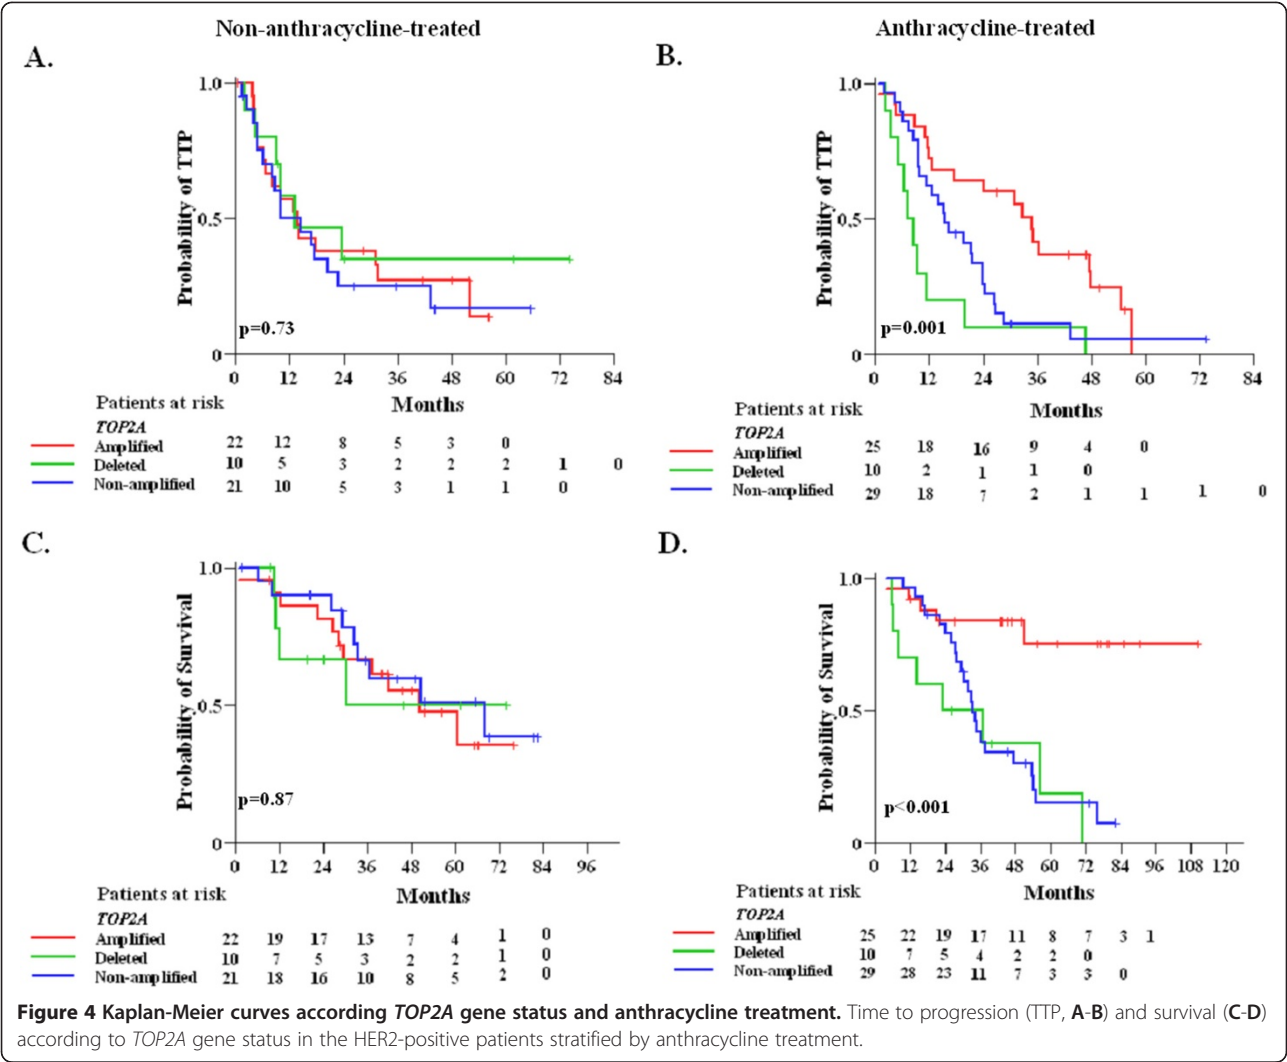 Non-anthracycline-treated
Anthracycline-treated
A.
Probability of TTP
1.0
0.5
0
p=0.73
0 12 24 36 48 60 72 84
Patients at risk
Months
TOP2A
Amplified 22 12 8 5 3 0
Deleted 10 5 3 2 2 2 1 0
Non-amplified 21 10 5 3 1 1 0
B.
Probability of TTP
1.0
0.5
0
p=0.001
0 12 24 36 48 60 72 84
Patients at risk
Months
TOP2A
Amplified 25 18 16 9 4 0
Deleted 10 2 1 1 0
Non-amplified 29 18 7 2 1 1 1 0
C.
Probability of Survival
1.0
0.5
0
p=0.87
0 12 24 36 48 60 72 84 96
Patients at risk
Months
TOP2A
Amplified 22 19 17 13 7 4 1 0
Deleted 10 7 5 3 2 2 1 0
Non-amplified 21 18 16 10 8 5 2 0
D.
Probability of Survival
1.0
0.5
0
p<0.001
0 12 24 36 48 60 72 84 96 108 120
Patients at risk
Months
TOP2A
Amplified 25 22 19 17 11 8 7 3 1
Deleted 10 7 5 4 2 2 0
Non-amplified 29 28 23 11 7 3 3 0
Figure 4 Kaplan-Meier curves according TOP2A gene status and anthracycline treatment. Time to progression (TTP, A-B) and survival (C-D)
according to TOP2A gene status in the HER2-positive patients stratified by anthracycline treatment.